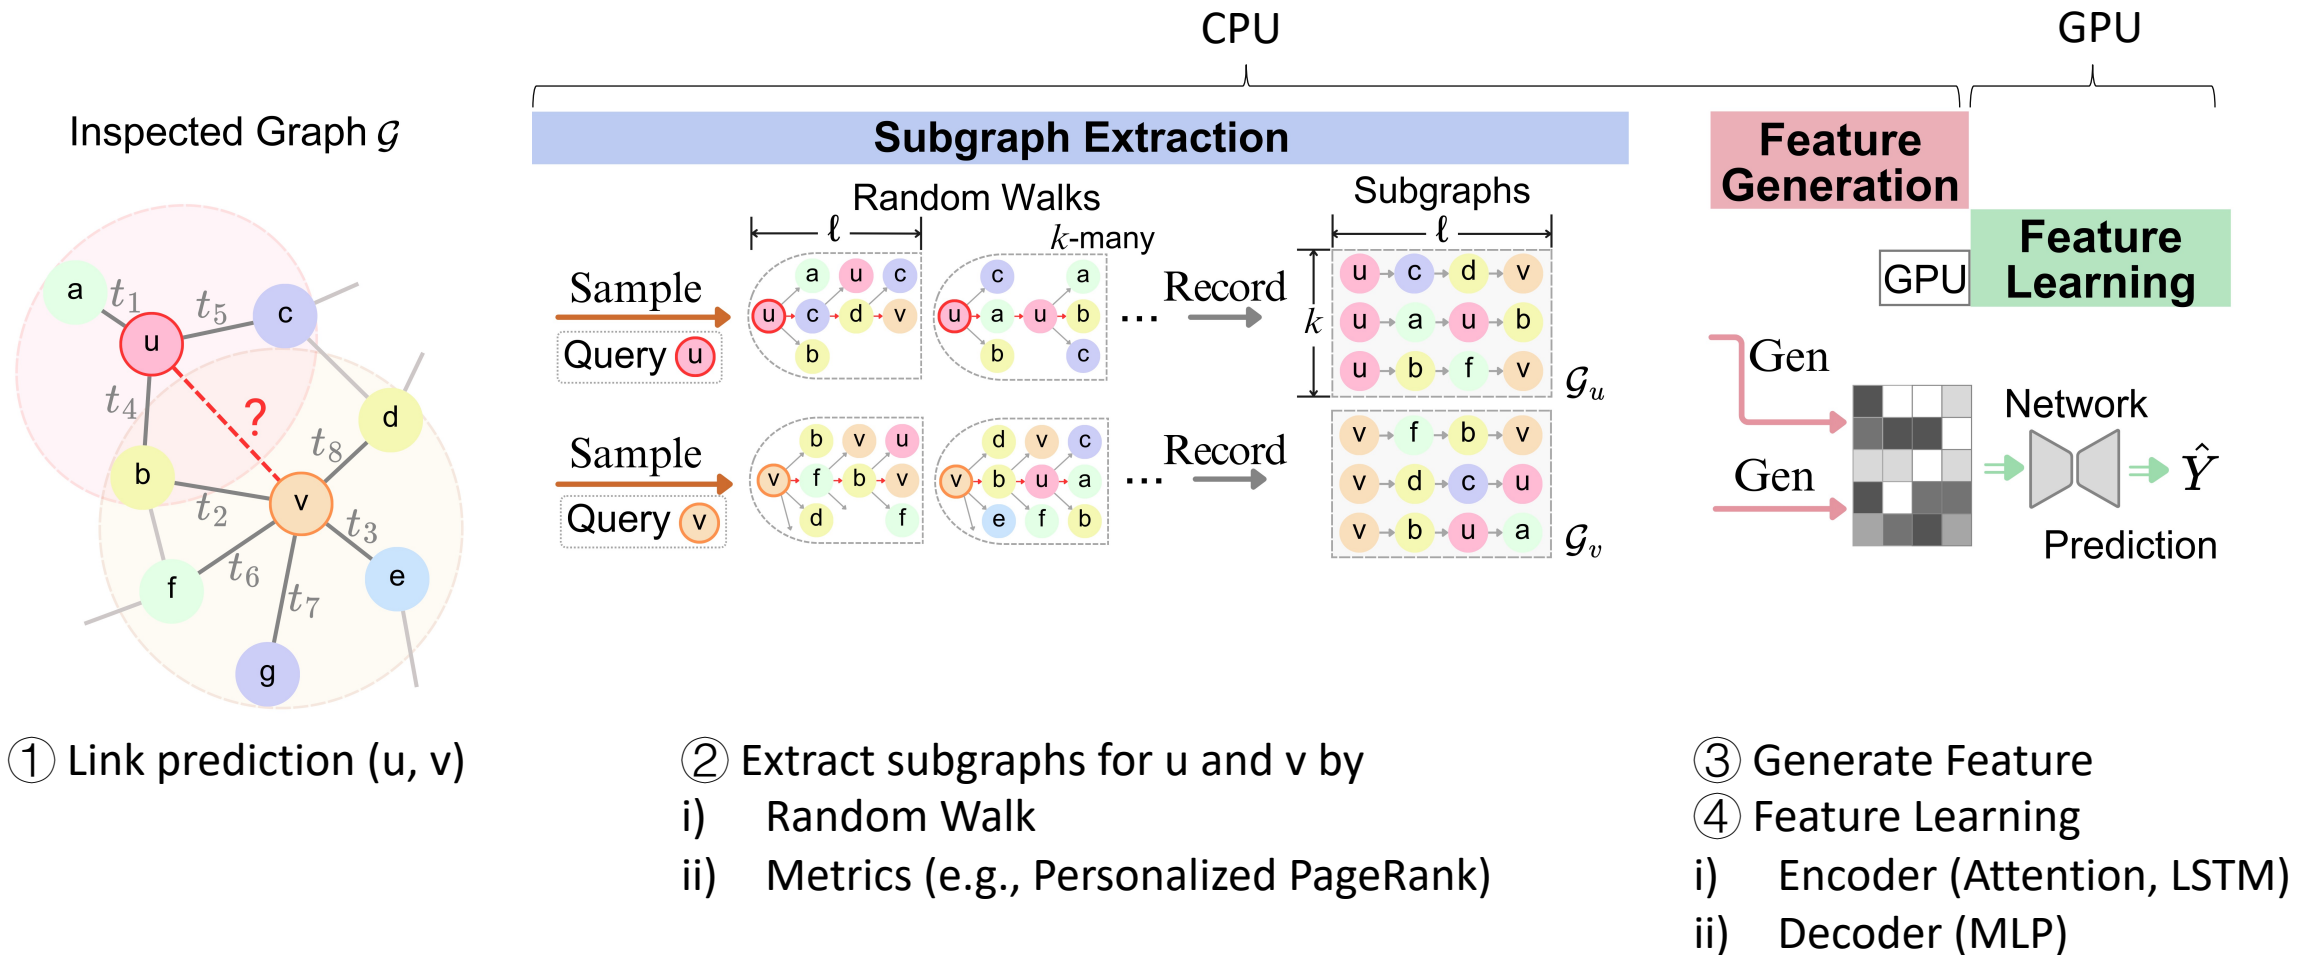 CPU
GPU
Inspected Graph 𝒢
Subgraph Extraction
Feature
Generation
Feature
Learning
GPU
Random Walks
ℓ
k-many
Subgraphs
ℓ
k
Sample
Query u
Record
a u c
u c d v
b
c a
u a u b
b c
...
u c d v
u a u b
u b f v
𝒢u
Sample
Query v
Record
b v u
v f b v
d f
d v c
v b u a
e f b
...
v f b v
v d c u
v b u a
𝒢v
Gen
Gen
Network
Ŷ
Prediction
a
t1
t5
c
u
t4
?
d
t8
b
t2
v
t3
t6
f
t7
e
g
① Link prediction (u, v)
② Extract subgraphs for u and v by
i) Random Walk
ii) Metrics (e.g., Personalized PageRank)
③ Generate Feature
④ Feature Learning
i) Encoder (Attention, LSTM)
ii) Decoder (MLP)